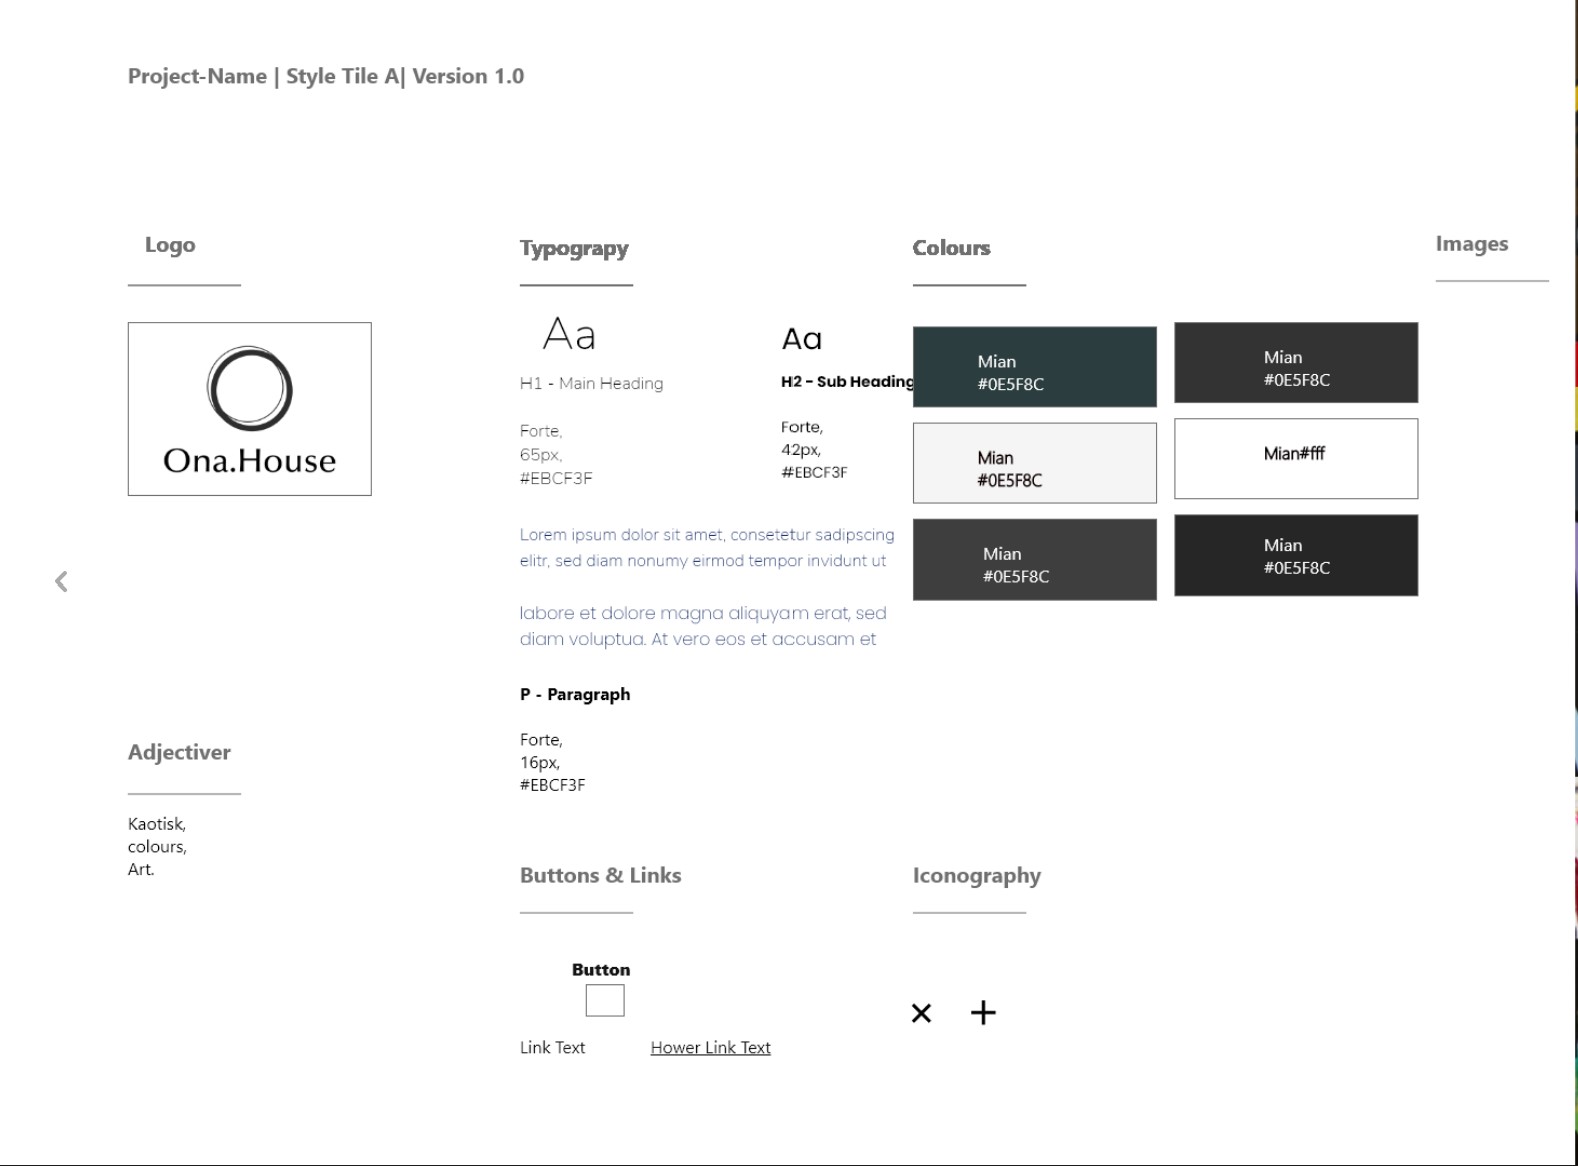 Project-Name | Style Tile A| Version 1.0
Logo
Ona.House
Adjectiver
Kaotisk,
colours,
Art.
Typograpy
Aa
H1 - Main Heading
Forte,
65px,
#EBCF3F
Aa
H2 - Sub Heading
Forte,
42px,
#EBCF3F
Lorem ipsum dolor sit amet, consetetur sadipscing
elitr, sed diam nonumy eirmod tempor invidunt ut
labore et dolore magna aliquyam erat, sed
diam voluptua. At vero eos et accusam et
P - Paragraph
Forte,
16px,
#EBCF3F
Buttons & Links
Button
Link Text
Hower Link Text
Colours
Mian
#0E5F8C
Mian
#0E5F8C
Mian
#0E5F8C
Mian#fff
Mian
#0E5F8C
Mian
#0E5F8C
Iconography
Images